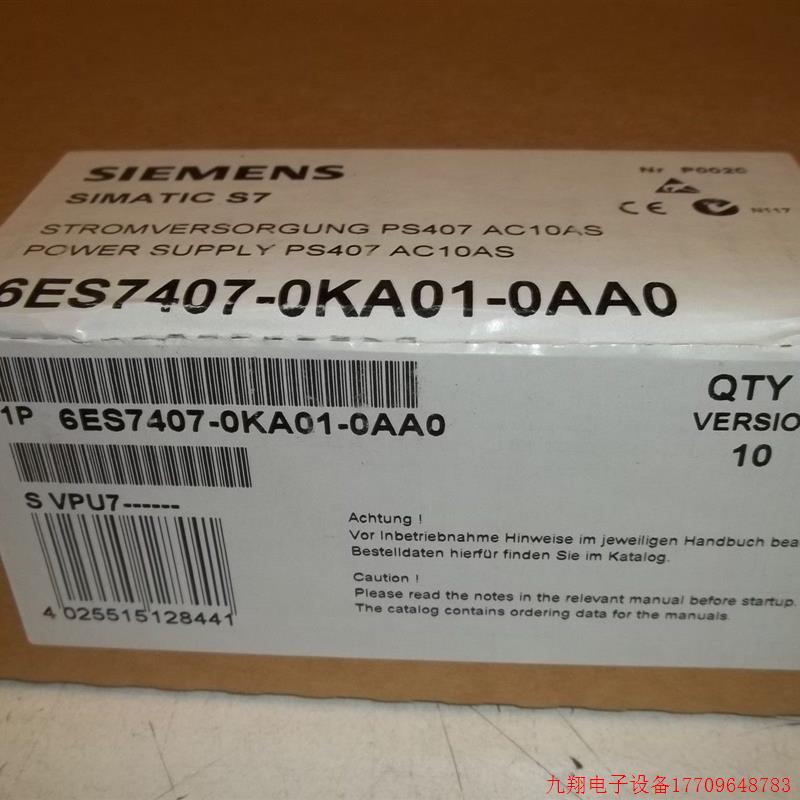 SIEMENS
Nr P0020
SIMATIC S7
CE
N117
STROMVERSORGUNG PS407 AC10AS
POWER SUPPLY PS407 AC10AS
6ES7407-0KA01-0AA0
QTY
1P 6ES7407-0KA01-0AA0
VERSIO
10
S VPU7------
Achtung !
Vor Inbetriebnahme Hinweise im jeweiligen Handbuch bea
Bestelldaten hierfür finden Sie im Katalog.
Caution !
Please read the notes in the relevant manual before startup.
The catalog contains ordering data for the manuals.
4 025515 128441
九翔电子设备17709648783